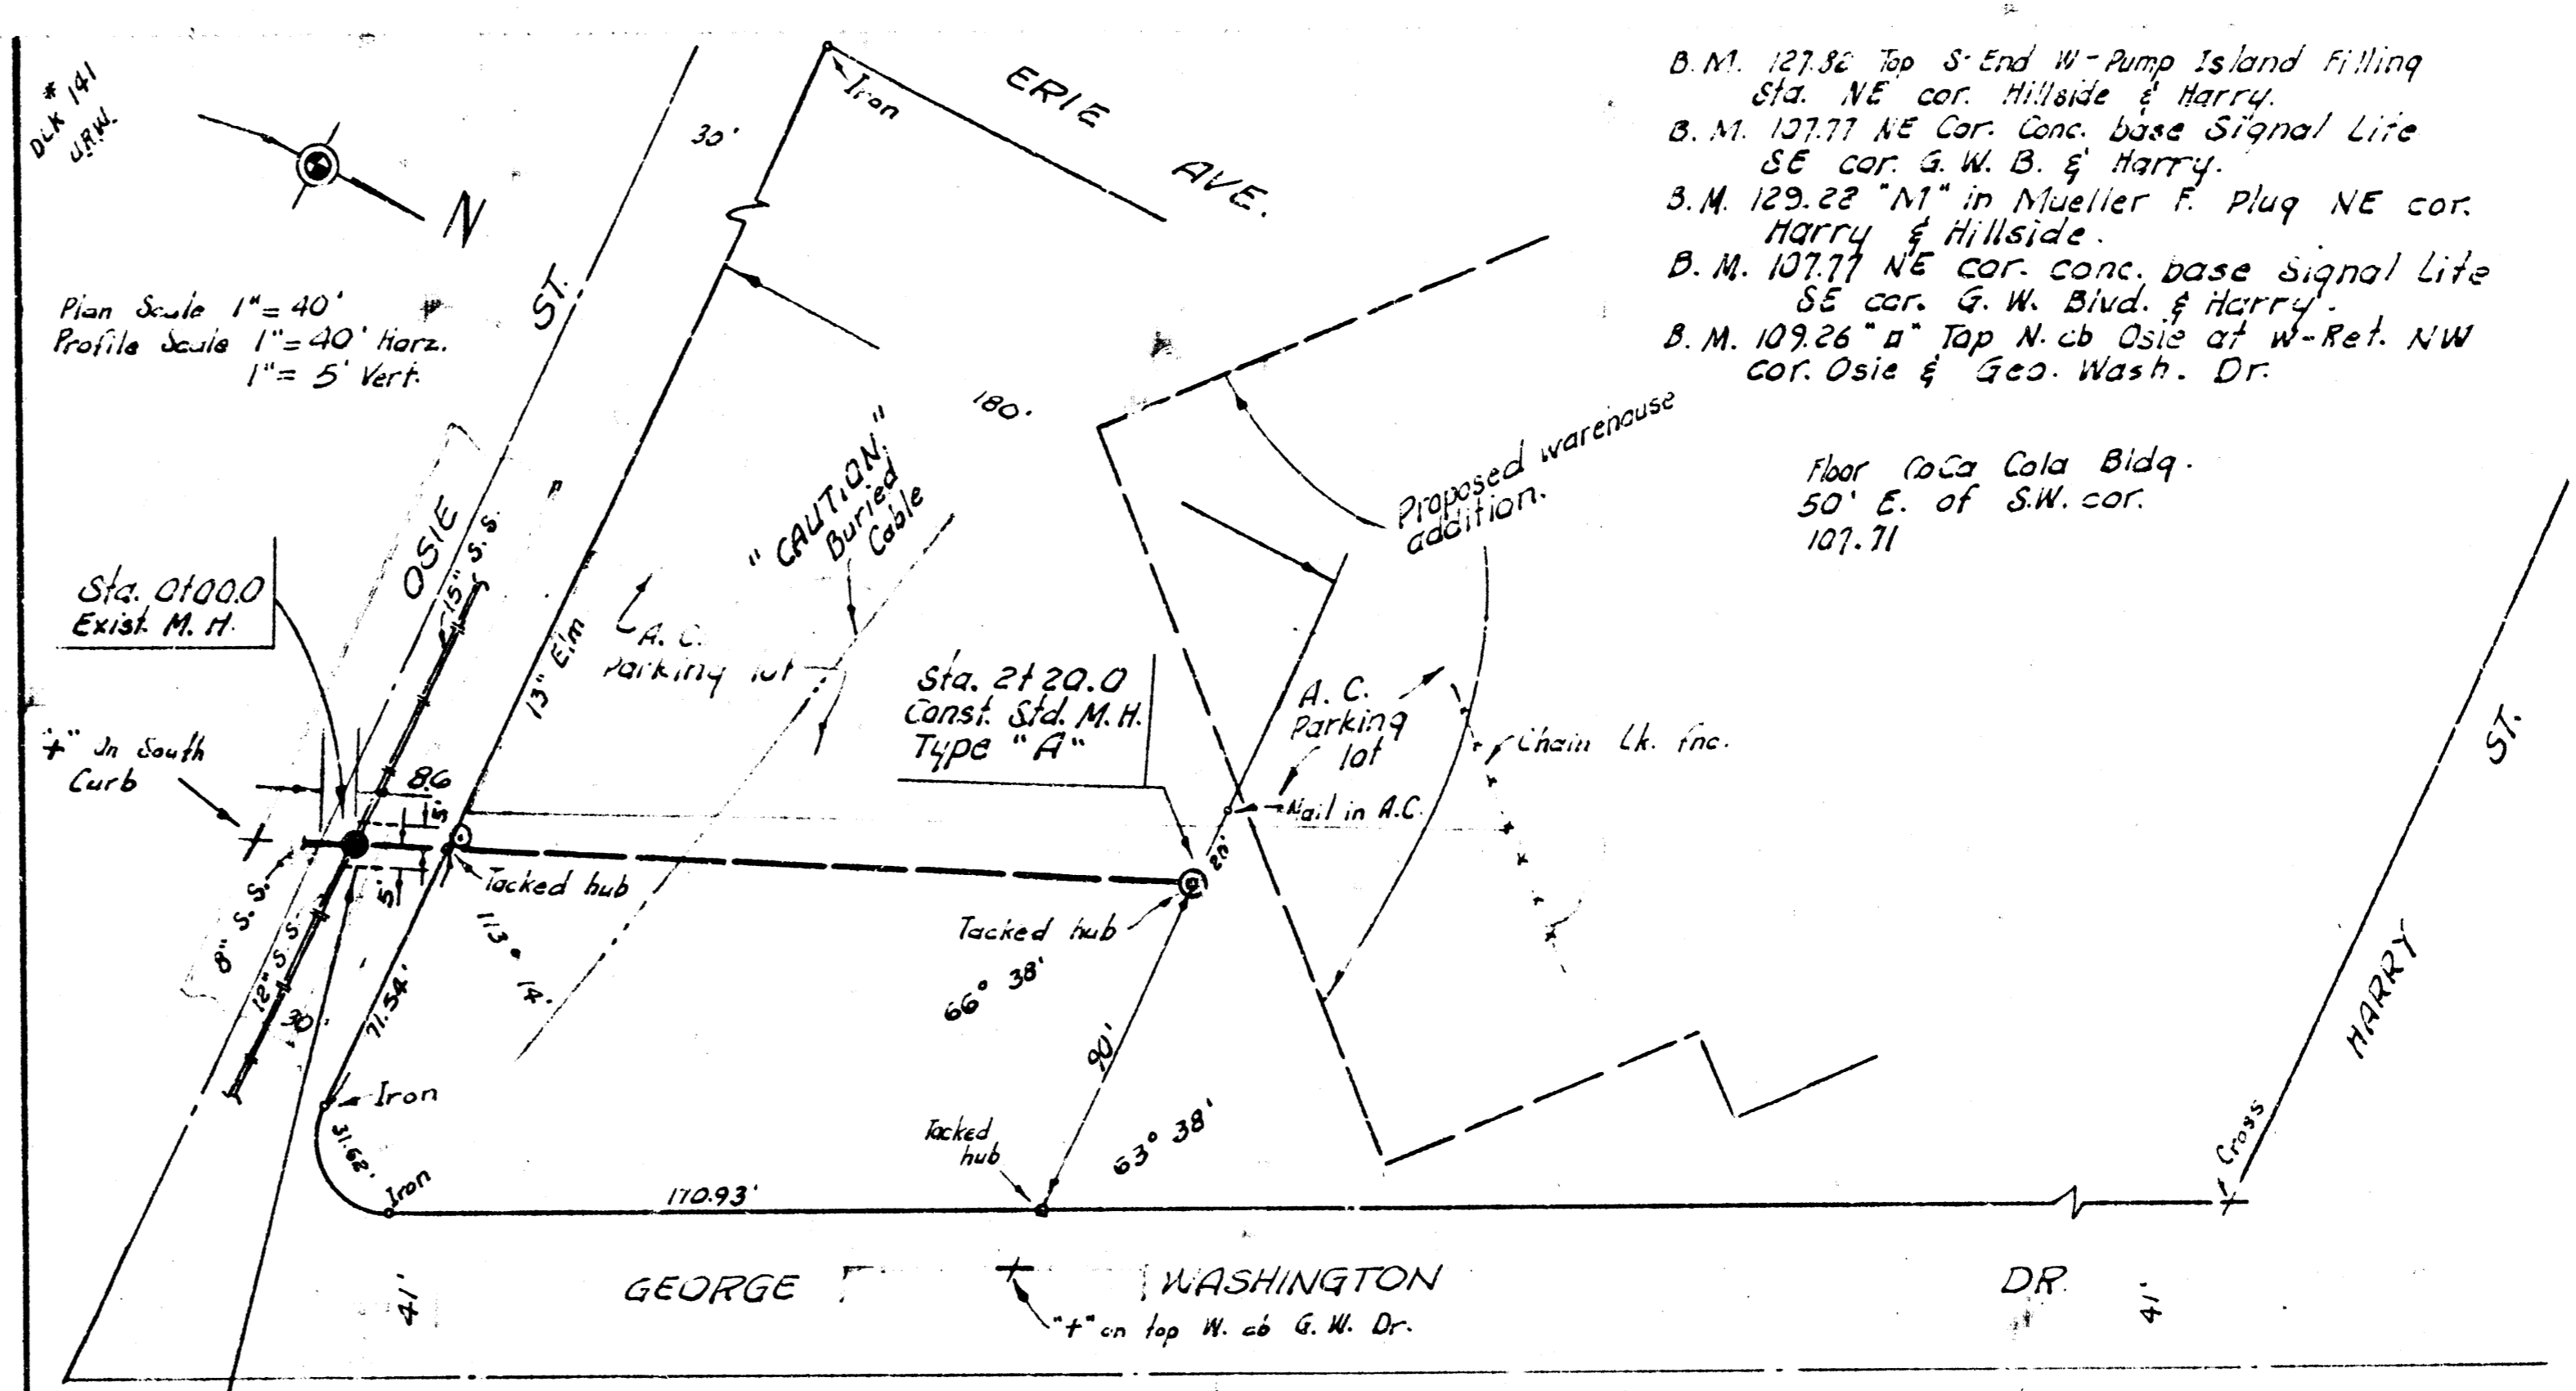 DLK 141
J.R.W.
N
Plan Scale 1" = 40'
Profile Scale 1" = 40' Horz.
1" = 5' Vert.
Iron
ERIE
AVE.
30'
B.M. 127.82 Top S-End W-Pump Island Filling
Sta. NE cor. Hillside & Harry.
B.M. 107.77 NE Cor. Conc. base Signal Lite
SE cor. G. W. B. & Harry.
B.M. 129.22 "M" in Mueller F. Plug NE cor.
Harry & Hillside.
B.M. 107.77 NE cor. conc. base Signal Lite
SE cor. G. W. Blvd. & Harry.
B.M. 109.26 "□" Top N. cb Osie at W-Ret. NW
cor. Osie & Geo. Wash. Dr.
Floor CoCa Cola Bldg.
50' E. of S.W. cor.
107.71
OSIE
ST.
180'
"CAUTION"
Buried
Cable
Proposed warehouse
addition.
Sta. 0+00.0
Exist. M. H.
15" S. S.
13" Elm
A. C.
Parking lot
Sta. 2+20.0
Const. Std. M. H.
Type "A"
A. C.
Parking
lot
Chain Lk. fnc.
Nail in A.C.
"+" In South
Curb
8.6
5'
5'
Tacked hub
20'
Tacked hub
8" S. S.
12" S. S.
30'
71.54'
113° 14'
66° 38'
90'
63° 38'
Iron
31.62'
Iron
Tacked
hub
170.93'
HARRY
ST.
Cross
41'
GEORGE WASHINGTON DR.
41'
"+" on top W. cb G. W. Dr.